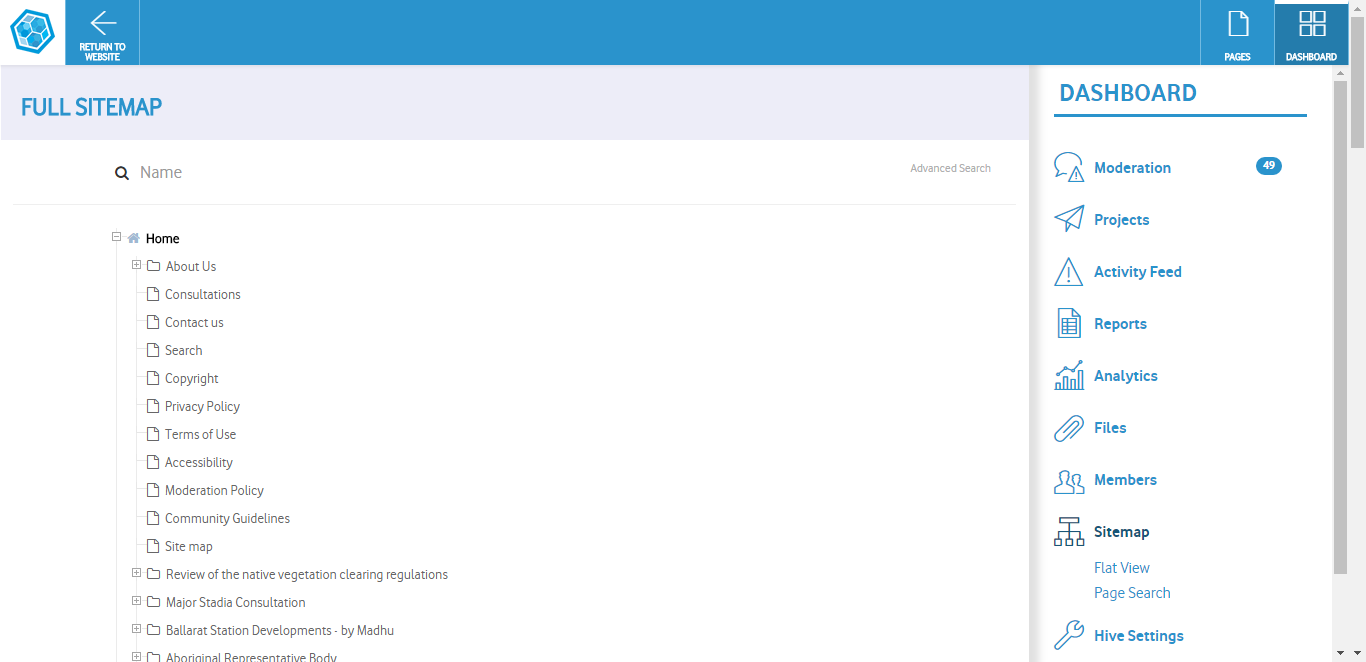 RETURN TO
WEBSITE
PAGES
DASHBOARD
FULL SITEMAP
Name
Advanced Search
Home
About Us
Consultations
Contact us
Search
Copyright
Privacy Policy
Terms of Use
Accessibility
Moderation Policy
Community Guidelines
Site map
Review of the native vegetation clearing regulations
Major Stadia Consultation
Ballarat Station Developments - by Madhu
Aboriginal Representative Body
DASHBOARD
Moderation 49
Projects
Activity Feed
Reports
Analytics
Files
Members
Sitemap
Flat View
Page Search
Hive Settings